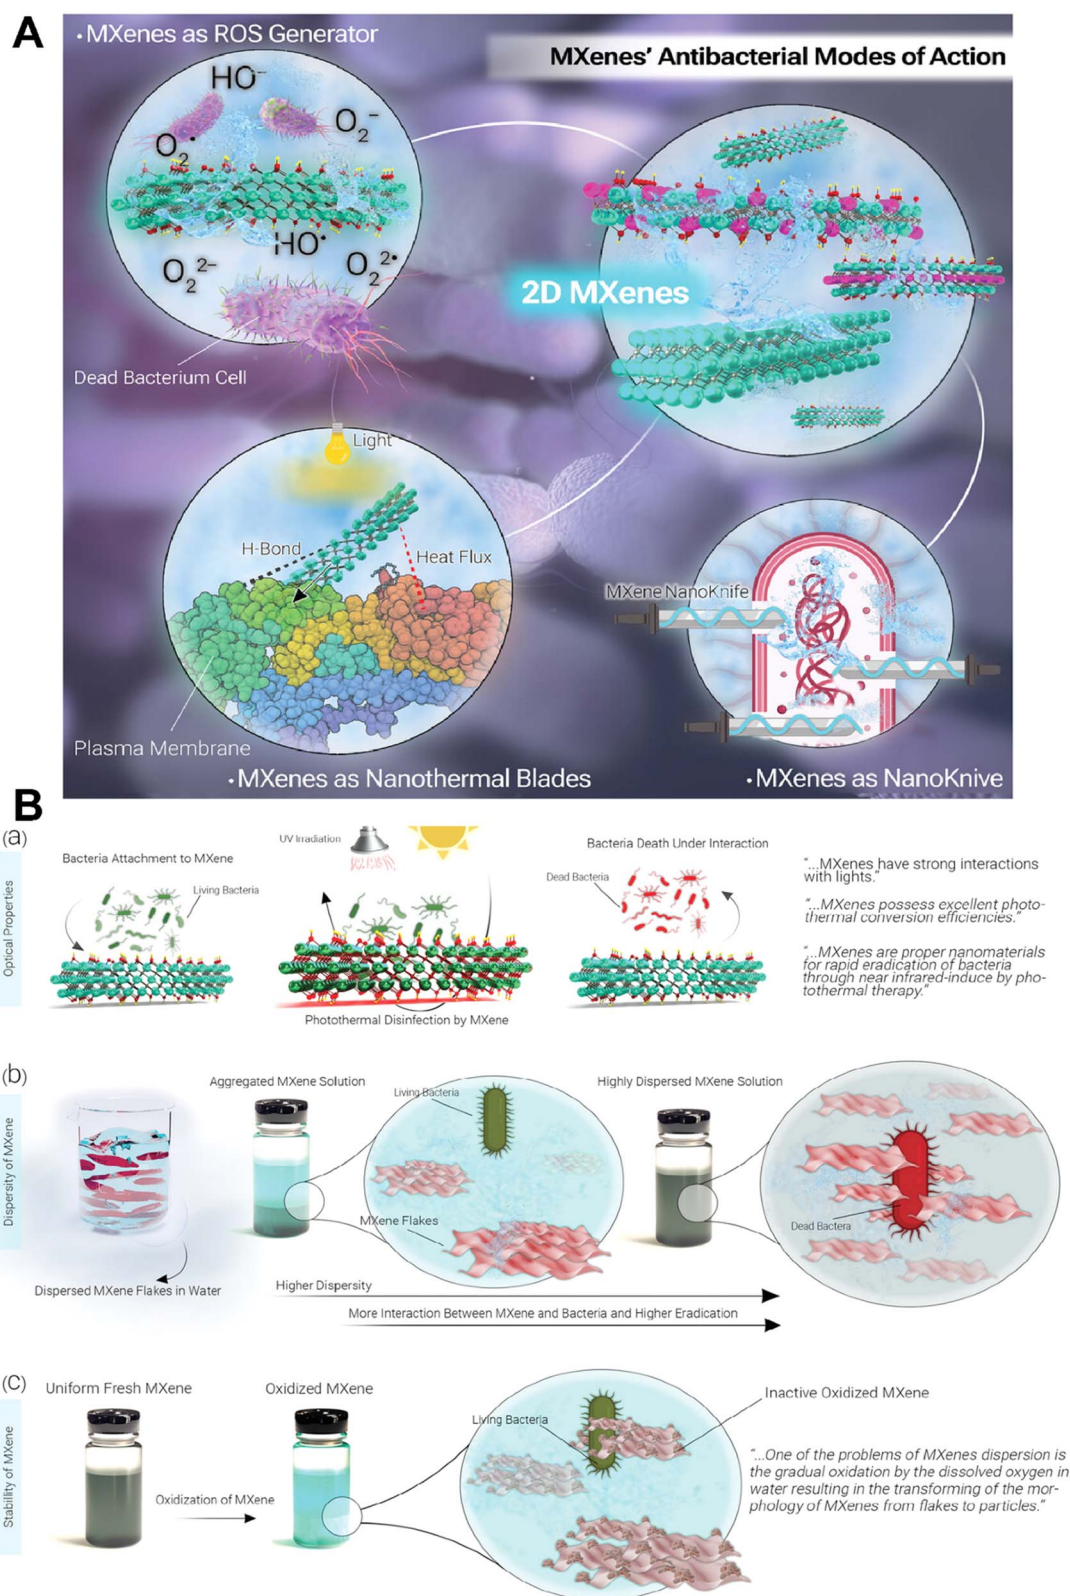 A
• MXenes as ROS Generator
MXenes' Antibacterial Modes of Action
HO⁻
O₂⁻
O₂•
HO•
O₂²⁻
O₂²•
2D MXenes
Dead Bacterium Cell
Light
H-Bond
Heat Flux
MXene NanoKnife
Plasma Membrane
• MXenes as Nanothermal Blades
• MXenes as NanoKnive
B
(a)
Optical Properties
Bacteria Attachment to MXene
Living Bacteria
UV Irradiation
Photothermal Disinfection by MXene
Bacteria Death Under Interaction
Dead Bacteria
"...MXenes have strong interactions
with lights."
"...MXenes possess excellent photo-
thermal conversion efficiencies."
"...MXenes are proper nanomaterials
for rapid eradication of bacteria
through near infrared-induce by pho-
tothermal therapy."
(b)
Dispersity of MXene
Dispersed MXene Flakes in Water
Aggregated MXene Solution
Living Bacteria
MXene Flakes
Highly Dispersed MXene Solution
Dead Bactera
Higher Dispersity
More Interaction Between MXene and Bacteria and Higher Eradication
(c)
Stability of MXene
Uniform Fresh MXene
Oxidization of MXene
Oxidized MXene
Living Bacteria
Inactive Oxidized MXene
"...One of the problems of MXenes dispersion is
the gradual oxidation by the dissolved oxygen in
water resulting in the transforming of the mor-
phology of MXenes from flakes to particles."